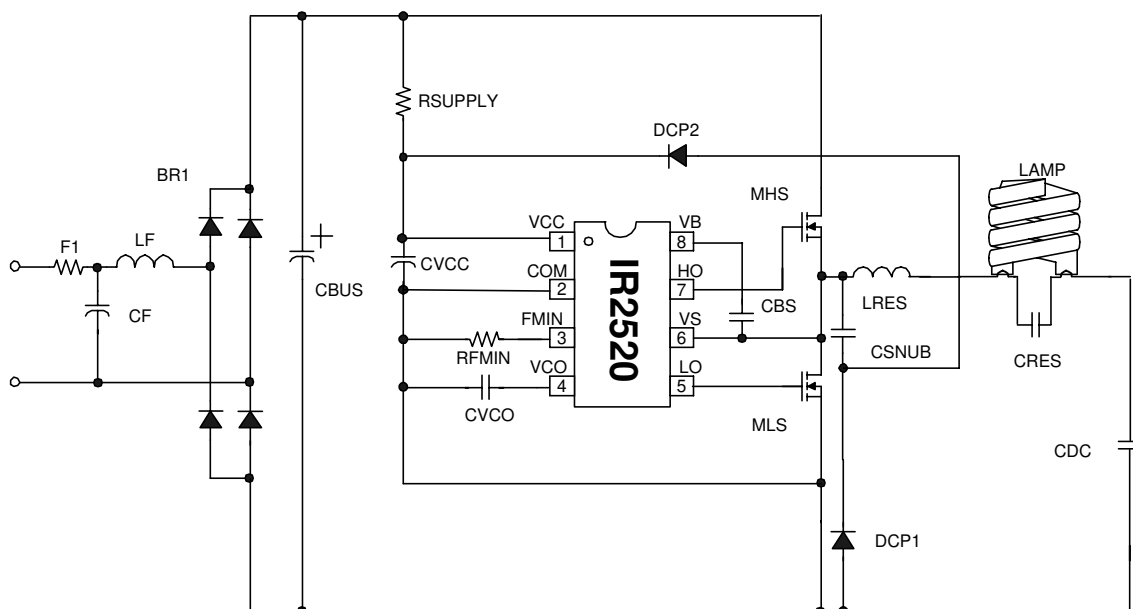 RSUPPLY
DCP2
BR1
LAMP
MHS
F1
LF
VCC
VB
1
8
CVCC
COM
HO
CBUS
2
7
CBS
LRES
CF
FMIN
VS
3
6
RFMIN
CSNUB
VCO
LO
CRES
4
5
CVCO
MLS
IR2520
CDC
DCP1